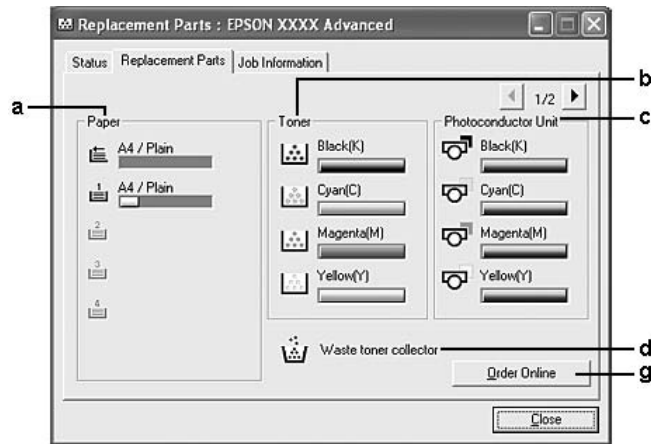 Replacement Parts : EPSON XXXX Advanced
Status Replacement Parts Job Information
b
1/2
a
c
Paper
Toner
Photoconductor Unit
A4 / Plain
Black(K)
Black(K)
1
A4 / Plain
Cyan(C)
Cyan(C)
2
Magenta(M)
Magenta(M)
3
Yellow(Y)
Yellow(Y)
4
Waste toner collector
d
Order Online
g
Close